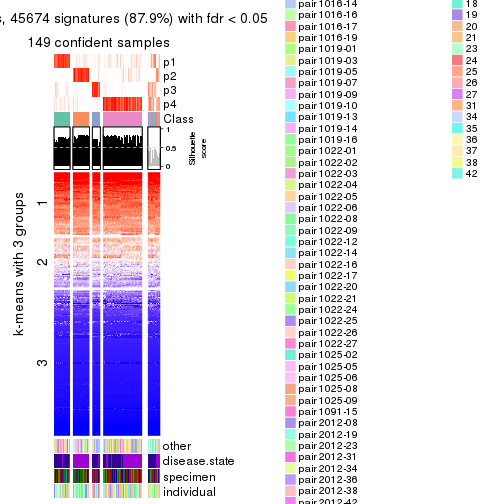 s, 45674 signatures (87.9%) with fdr < 0.05
149 confident samples
p1
p2
p3
p4
Class
1
0.5
0
Silhouette
score
k-means with 3 groups
1
2
3
other
disease.state
specimen
individual
pair1016-14
pair1016-16
pair1016-17
pair1016-19
pair1019-01
pair1019-03
pair1019-05
pair1019-07
pair1019-09
pair1019-10
pair1019-13
pair1019-14
pair1019-16
pair1022-01
pair1022-02
pair1022-03
pair1022-04
pair1022-05
pair1022-06
pair1022-08
pair1022-09
pair1022-12
pair1022-14
pair1022-16
pair1022-17
pair1022-20
pair1022-21
pair1022-24
pair1022-25
pair1022-26
pair1022-27
pair1025-02
pair1025-05
pair1025-06
pair1025-08
pair1025-09
pair1091-15
pair2012-08
pair2012-19
pair2012-23
pair2012-31
pair2012-34
pair2012-36
pair2012-38
pair2012-42
18
19
20
21
23
24
25
26
27
31
34
35
36
37
38
42